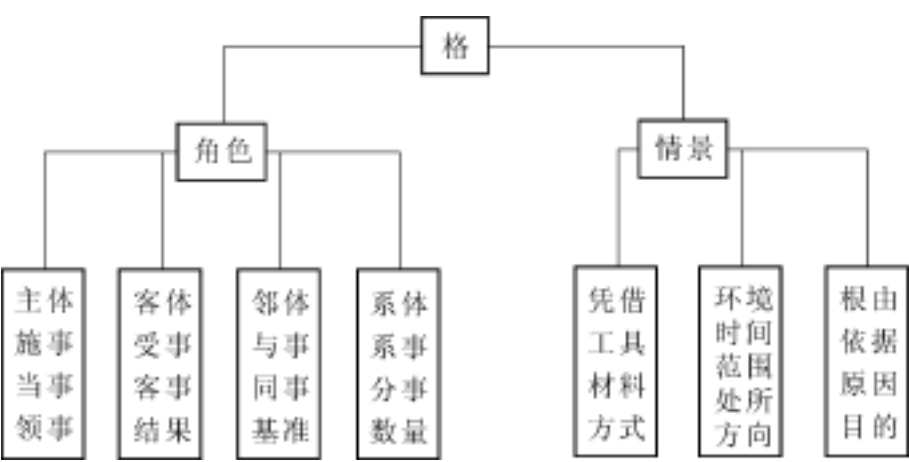 格
角色
情景
主体
施事
当事
领事
客体
受事
客事
结果
邻体
与事
同事
基准
系体
系事
分事
数量
凭借
工具
材料
方式
环境
时间
范围
处所
方向
根由
依据
原因
目的